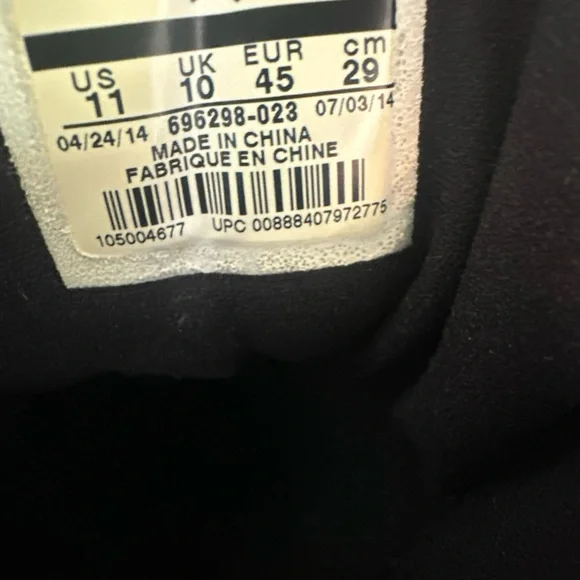 US UK EUR cm
11 10 45 29
04/24/14 696298-023 07/03/14
MADE IN CHINA
FABRIQUE EN CHINE
105004677 UPC 00888407972775